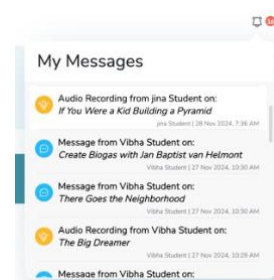 My Messages
Audio Recording from jina Student on:
If You Were a Kid Building a Pyramid
jina Student | 28 Nov 2024, 7:36 AM
Message from Vibha Student on:
Create Biogas with Jan Baptist van Helmont
Vibha Student | 27 Nov 2024, 10:30 AM
Message from Vibha Student on:
There Goes the Neighborhood
Vibha Student | 27 Nov 2024, 10:30 AM
Audio Recording from Vibha Student on:
The Big Dreamer
Vibha Student | 27 Nov 2024, 10:29 AM
Message from Vibha Student on: